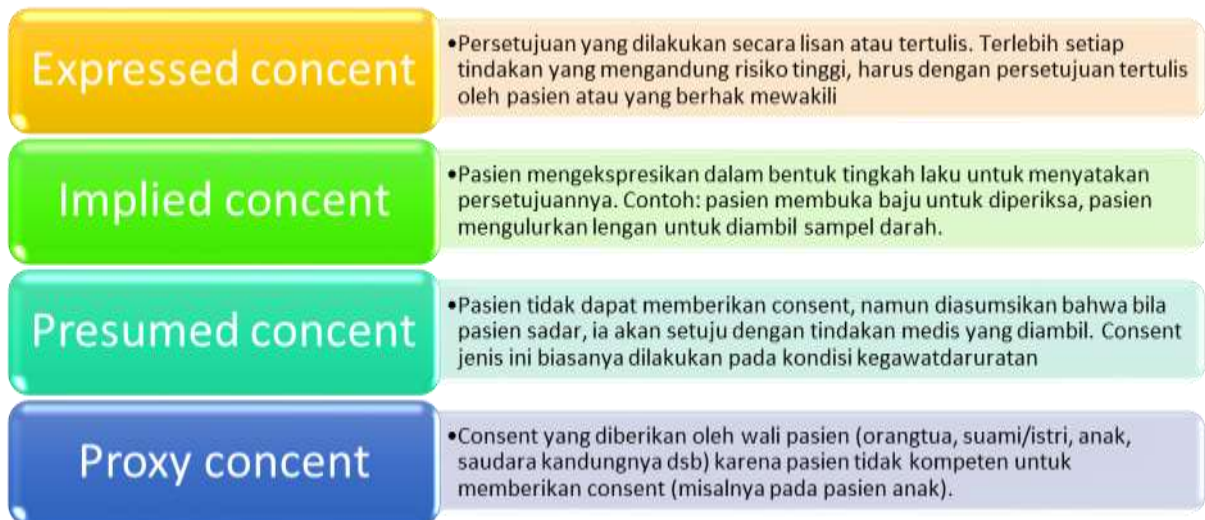 Expressed concent
•Persetujuan yang dilakukan secara lisan atau tertulis. Terlebih setiap
tindakan yang mengandung risiko tinggi, harus dengan persetujuan tertulis
oleh pasien atau yang berhak mewakili
Implied concent
•Pasien mengekspresikan dalam bentuk tingkah laku untuk menyatakan
persetujuannya. Contoh: pasien membuka baju untuk diperiksa, pasien
mengulurkan lengan untuk diambil sampel darah.
Presumed concent
•Pasien tidak dapat memberikan consent, namun diasumsikan bahwa bila
pasien sadar, ia akan setuju dengan tindakan medis yang diambil. Consent
jenis ini biasanya dilakukan pada kondisi kegawatdaruratan
Proxy concent
•Consent yang diberikan oleh wali pasien (orangtua, suami/istri, anak,
saudara kandungnya dsb) karena pasien tidak kompeten untuk
memberikan consent (misalnya pada pasien anak).